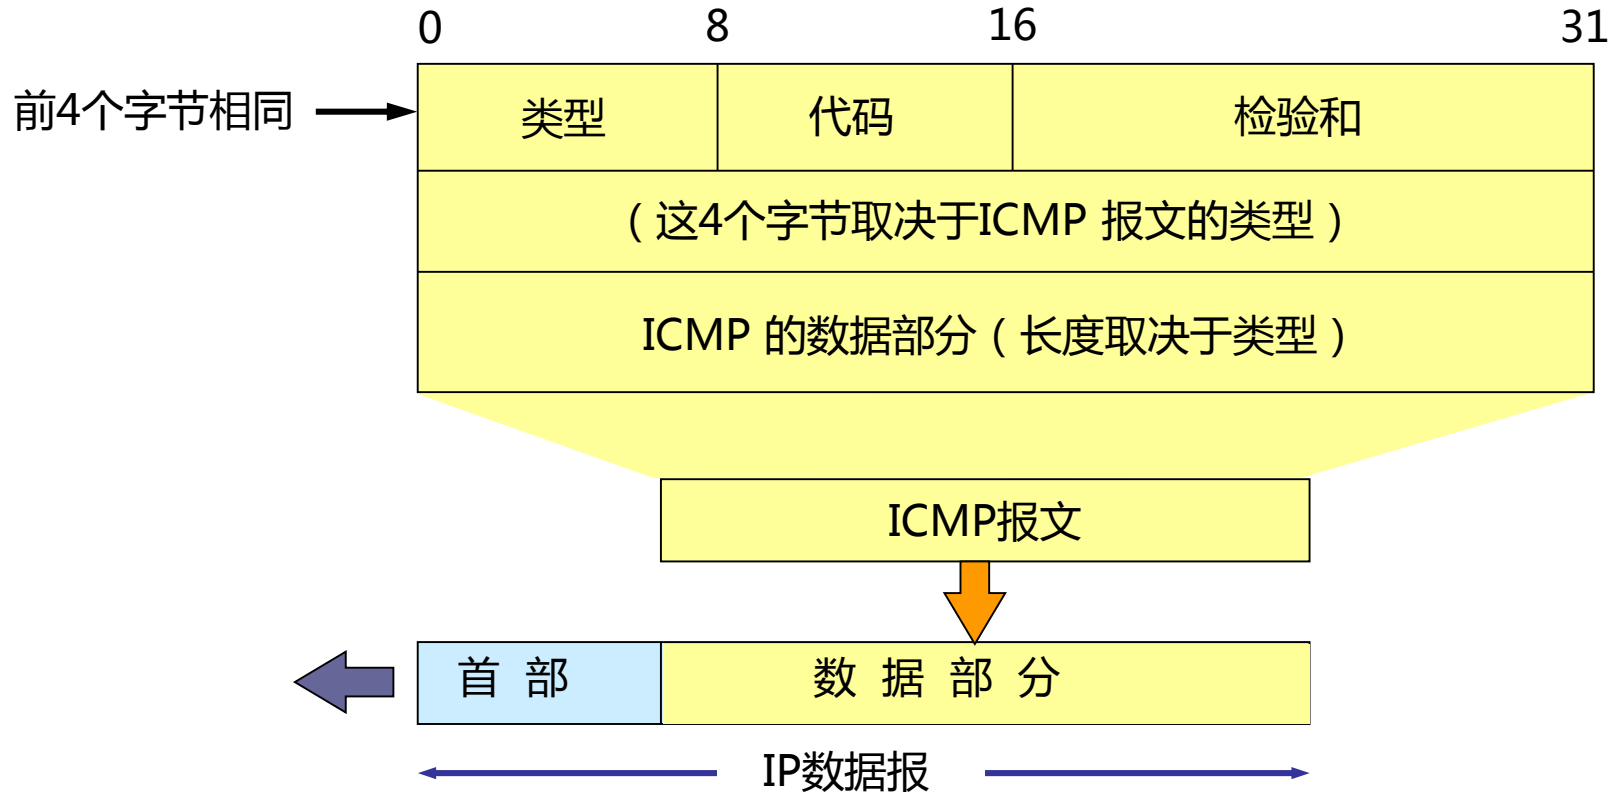 0 8 16 31
前4个字节相同 类型 代码 检验和
（这4个字节取决于ICMP 报文的类型）
ICMP 的数据部分（长度取决于类型）
ICMP报文
首 部 数 据 部 分
IP数据报